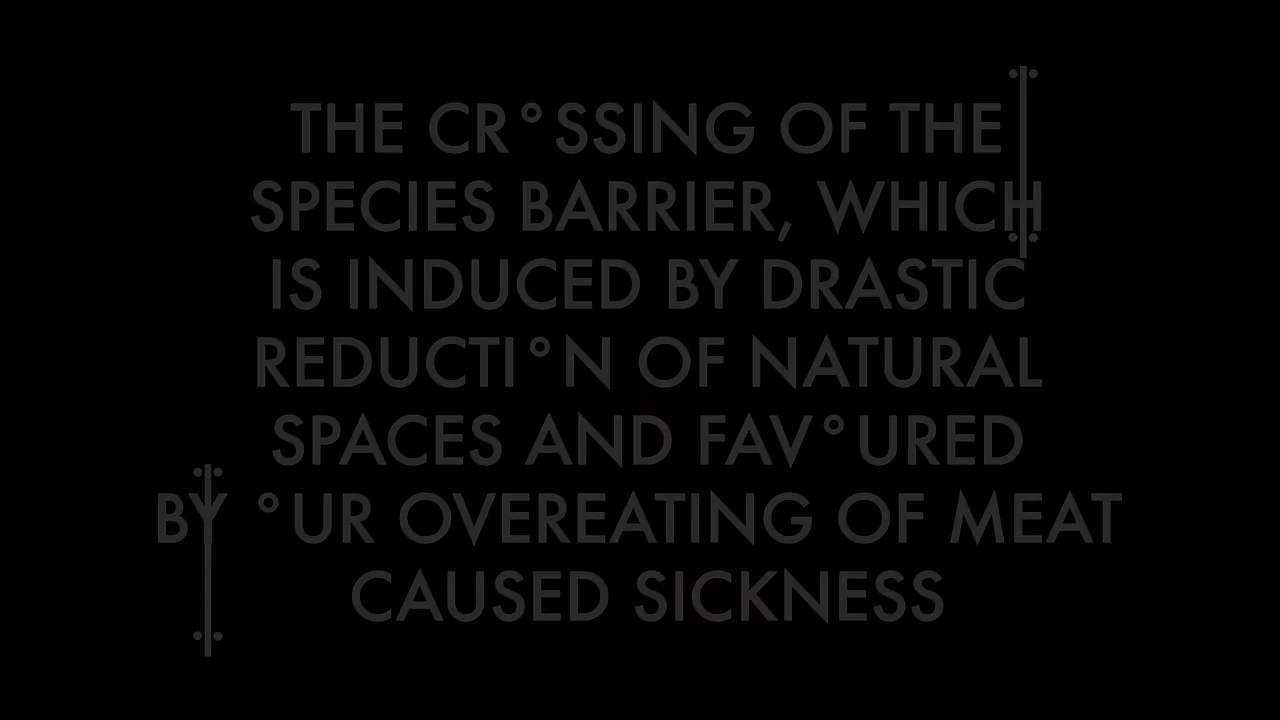 THE CR°SSING OF THE
SPECIES BARRIER, WHICH
IS INDUCED BY DRASTIC
REDUCTI°N OF NATURAL
SPACES AND FAV°URED
BY °UR OVEREATING OF MEAT
CAUSED SICKNESS